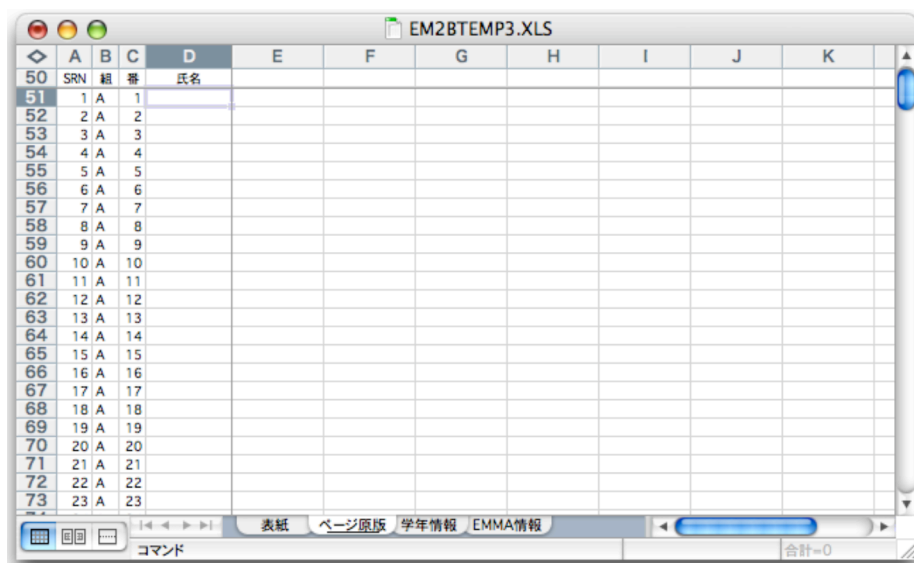 EM2BTEMP3.XLS
A B C D E F G H I J K
50 SRN 組 番 氏名
51 1 A 1
52 2 A 2
53 3 A 3
54 4 A 4
55 5 A 5
56 6 A 6
57 7 A 7
58 8 A 8
59 9 A 9
60 10 A 10
61 11 A 11
62 12 A 12
63 13 A 13
64 14 A 14
65 15 A 15
66 16 A 16
67 17 A 17
68 18 A 18
69 19 A 19
70 20 A 20
71 21 A 21
72 22 A 22
73 23 A 23
表紙 ページ原版 学年情報 EMMA情報
コマンド 合計=0